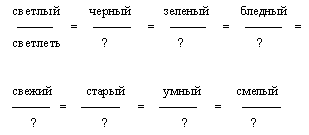 светлый черный зеленый бледный
= = = =
светлеть ? ? ?
свежий старый умный смелый
= = =
? ? ? ?